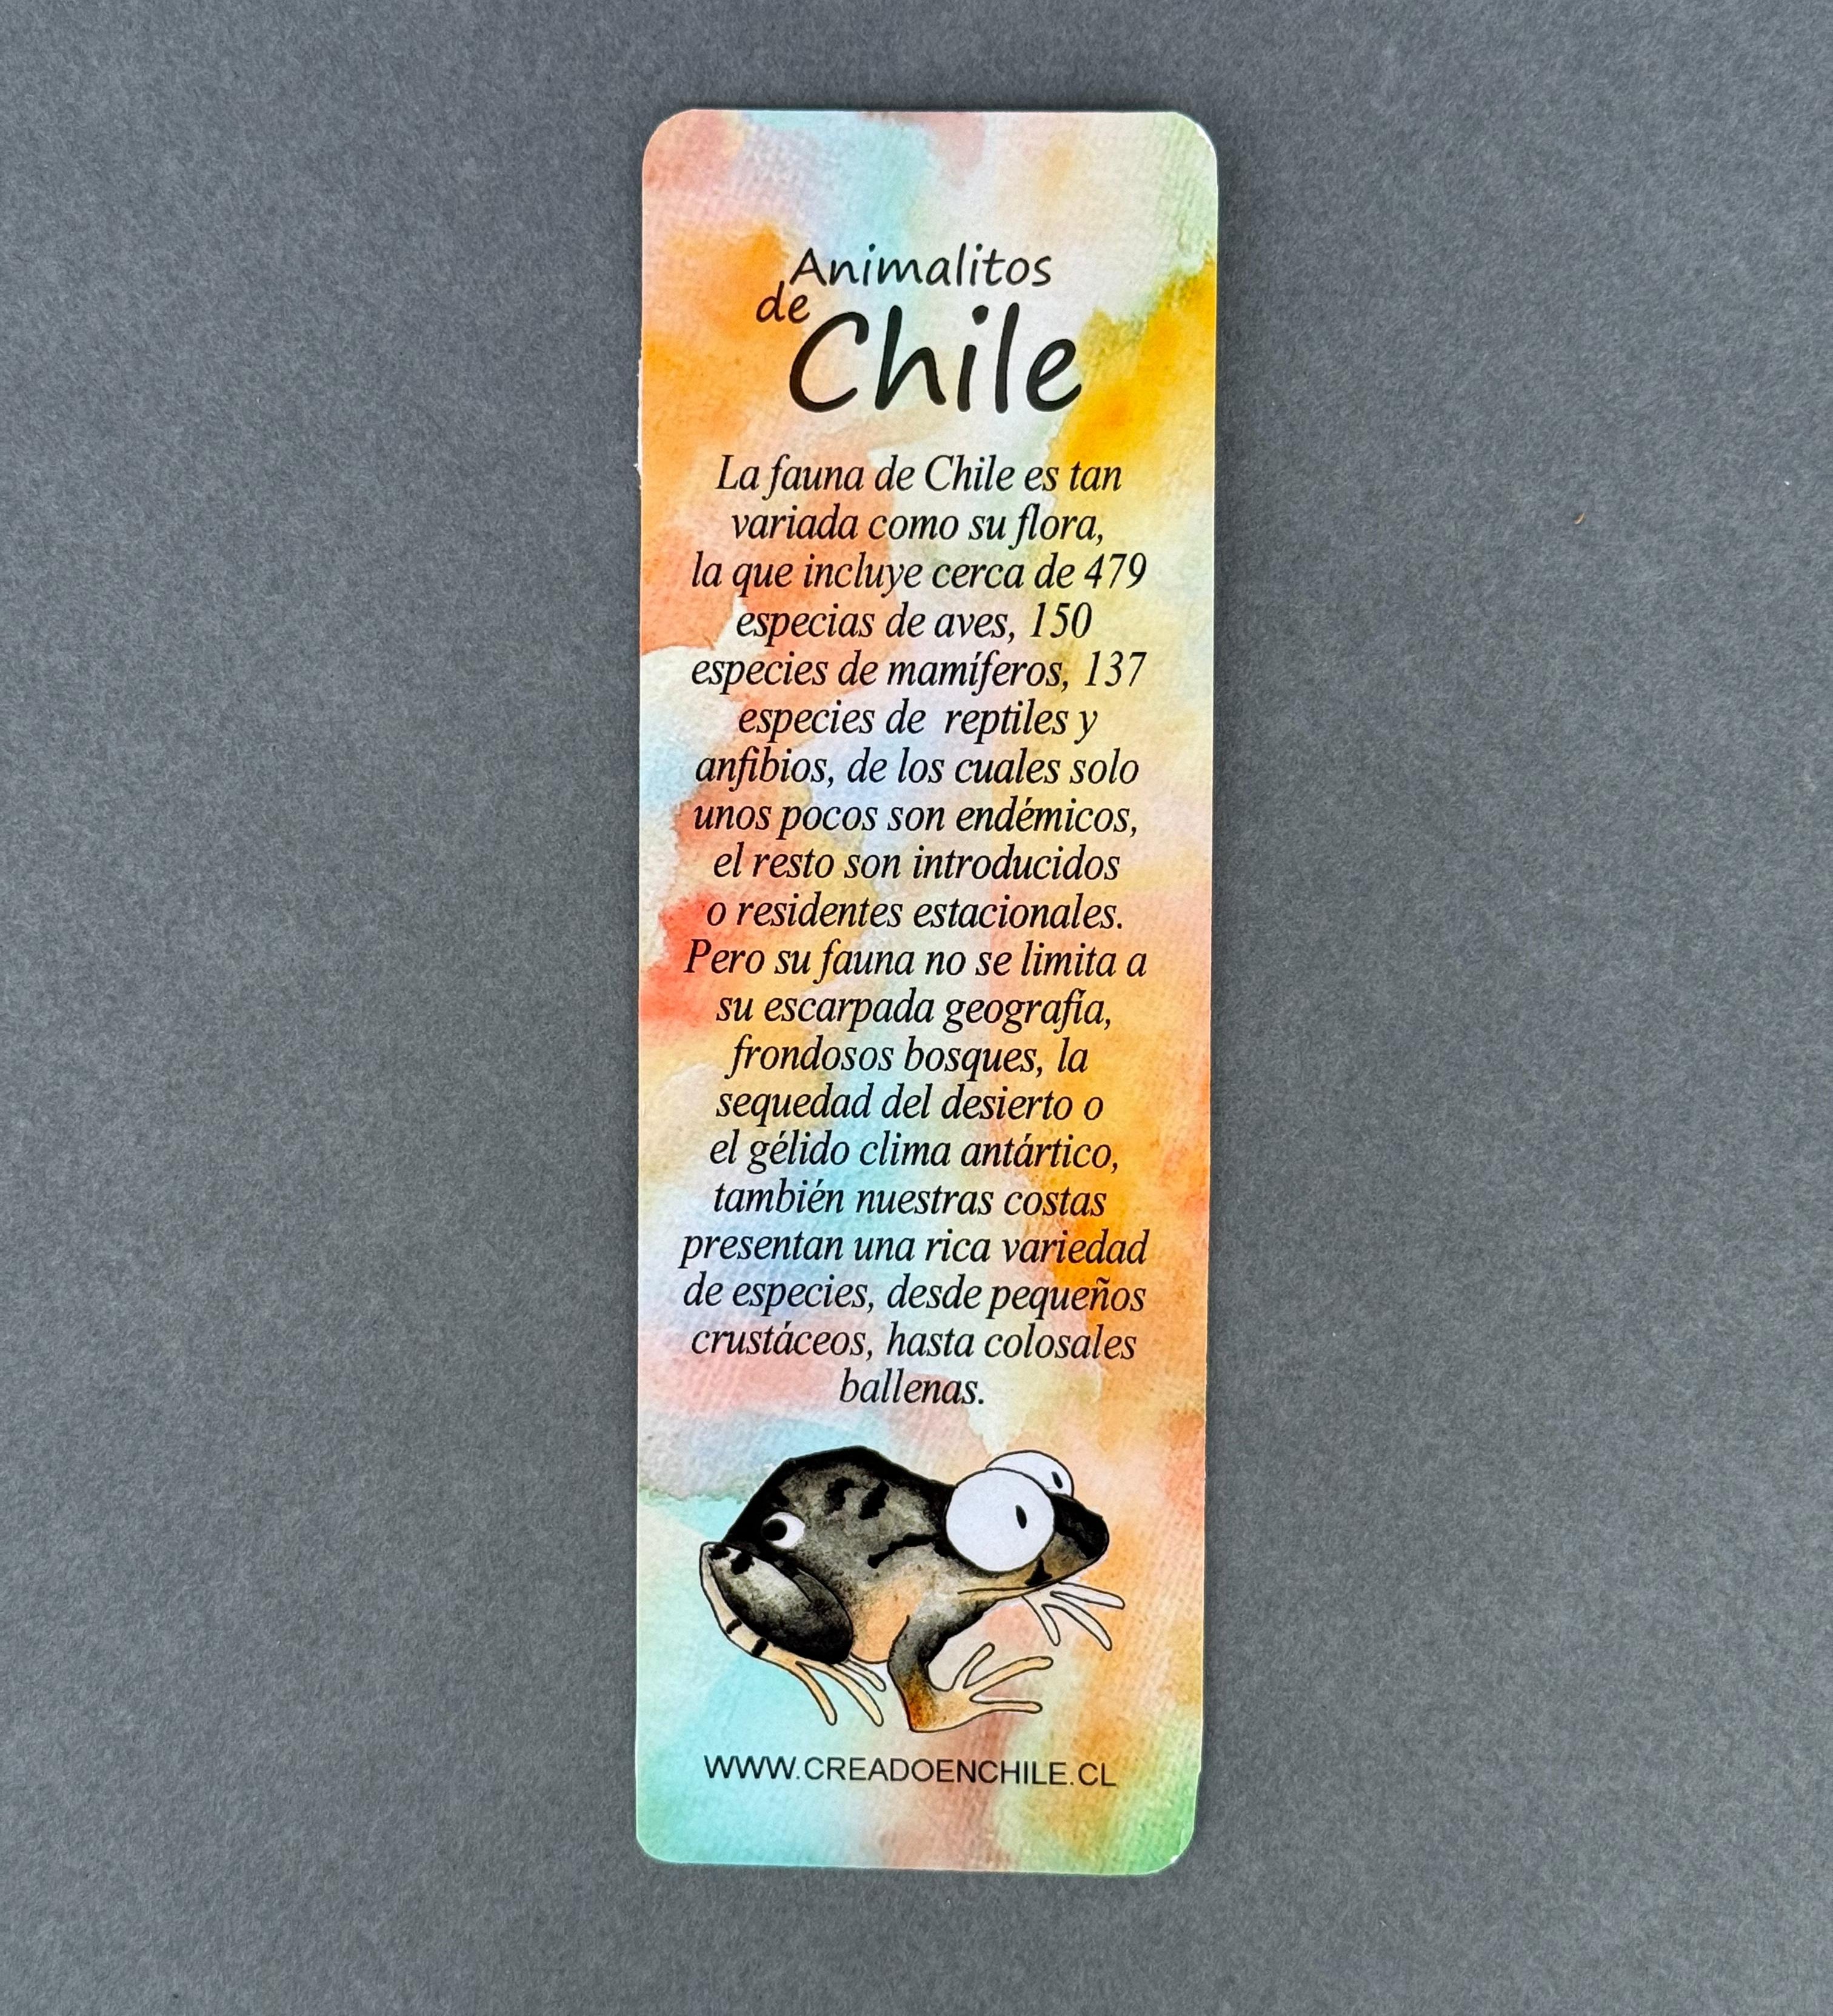 Animalitos
de
Chile
La fauna de Chile es tan
variada como su flora,
la que incluye cerca de 479
especias de aves, 150
especies de mamíferos, 137
especies de reptiles y
anfibios, de los cuales solo
unos pocos son endémicos,
el resto son introducidos
o residentes estacionales.
Pero su fauna no se limita a
su escarpada geografía,
frondosos bosques, la
sequedad del desierto o
el gélido clima antártico,
también nuestras costas
presentan una rica variedad
de especies, desde pequeños
crustáceos, hasta colosales
ballenas.
WWW.CREADOENCHILE.CL